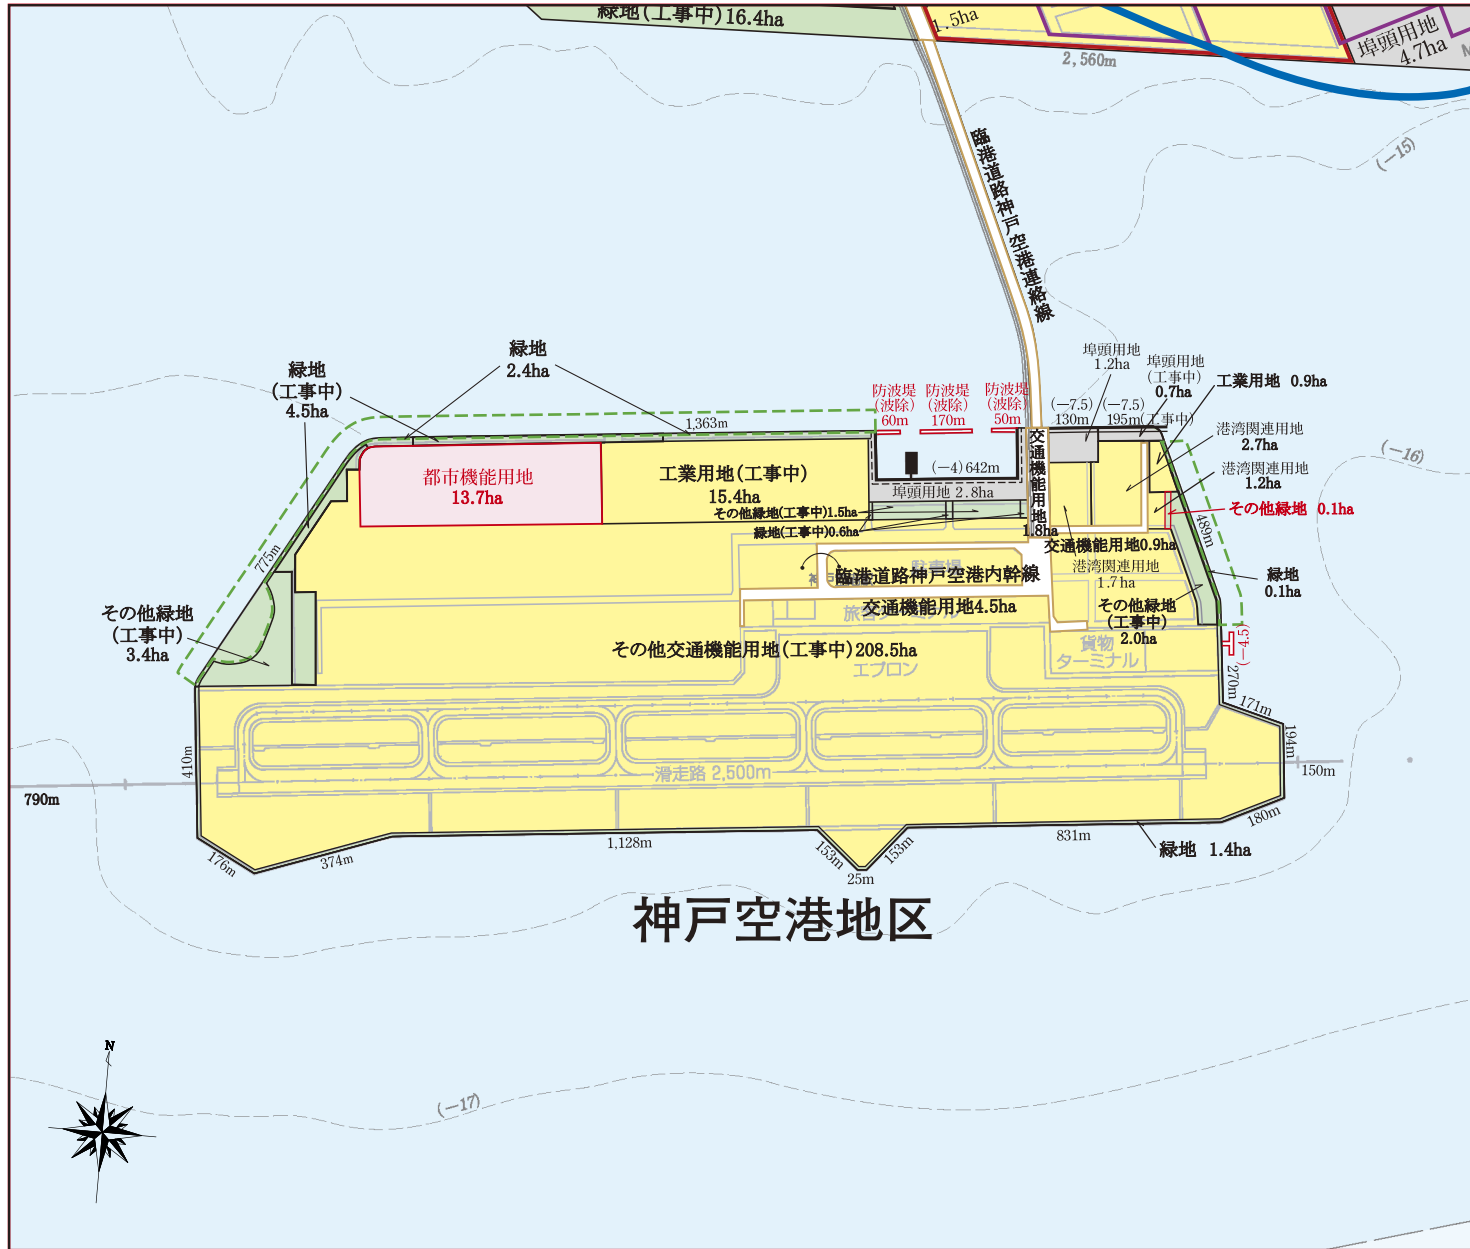 緑地(工事中)16.4ha
1.5ha
2,560m
埠頭用地
4.7ha
(-15)
臨港道路神戸空港連絡線
緑地
2.4ha
緑地
(工事中)
4.5ha
埠頭用地
1.2ha
埠頭用地
(工事中)
0.7ha
工業用地 0.9ha
防波堤
(波除)
60m
防波堤
(波除)
170m
防波堤
(波除)
50m
(-7.5)
130m
(-7.5)
195m(工事中)
1,363m
港湾関連用地
2.7ha
(-16)
都市機能用地
13.7ha
工業用地(工事中)
15.4ha
(-4)642m
埠頭用地 2.8ha
交通機能用地
1.8ha
港湾関連用地
1.2ha
その他緑地 0.1ha
その他緑地(工事中)1.5ha
緑地(工事中)0.6ha
489m
775m
交通機能用地0.9ha
駐車場
臨港道路神戸空港内幹線
港湾関連用地
1.7ha
緑地
0.1ha
その他緑地
(工事中)
3.4ha
交通機能用地4.5ha
その他緑地
(工事中)
2.0ha
その他交通機能用地(工事中)208.5ha
エプロン
貨物
ターミナル
(-4.5)
270m
171m
194m
410m
滑走路 2,500m
150m
790m
180m
176m
374m
1,128m
153m
25m
153m
831m
緑地 1.4ha
神戸空港地区
N
(-17)